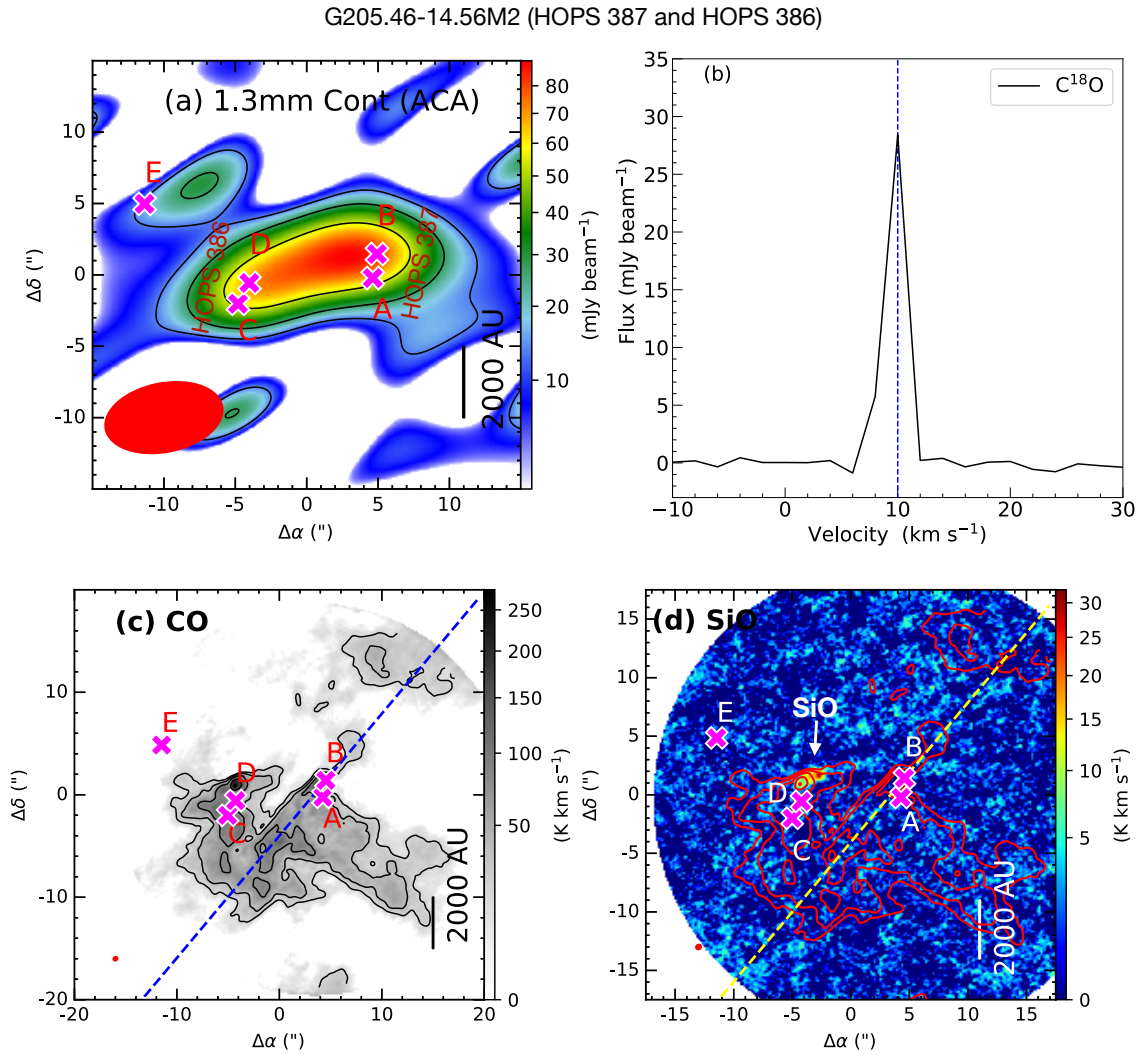 G205.46-14.56M2 (HOPS 387 and HOPS 386)
(a) 1.3mm Cont (ACA)
E
B
D
HOPS 386
HOPS 387
C
A
2000 AU
10
5
0
-5
-10
Δδ (")
-10
-5
0
5
10
Δα (")
80
70
60
50
40
30
20
10
(mJy beam⁻¹)
(b)
C¹⁸O
35
30
25
20
15
10
5
0
Flux (mJy beam⁻¹)
−10
0
10
20
30
Velocity (km s⁻¹)
(c) CO
E
B
D
A
C
2000 AU
10
0
-10
-20
Δδ (")
-20
-10
0
10
20
Δα (")
250
200
150
100
50
0
(K km s⁻¹)
(d) SiO
SiO
E
B
D
A
C
2000 AU
15
10
5
0
-5
-10
-15
Δδ (")
-15
-10
-5
0
5
10
15
Δα (")
30
25
20
15
10
5
0
(K km s⁻¹)